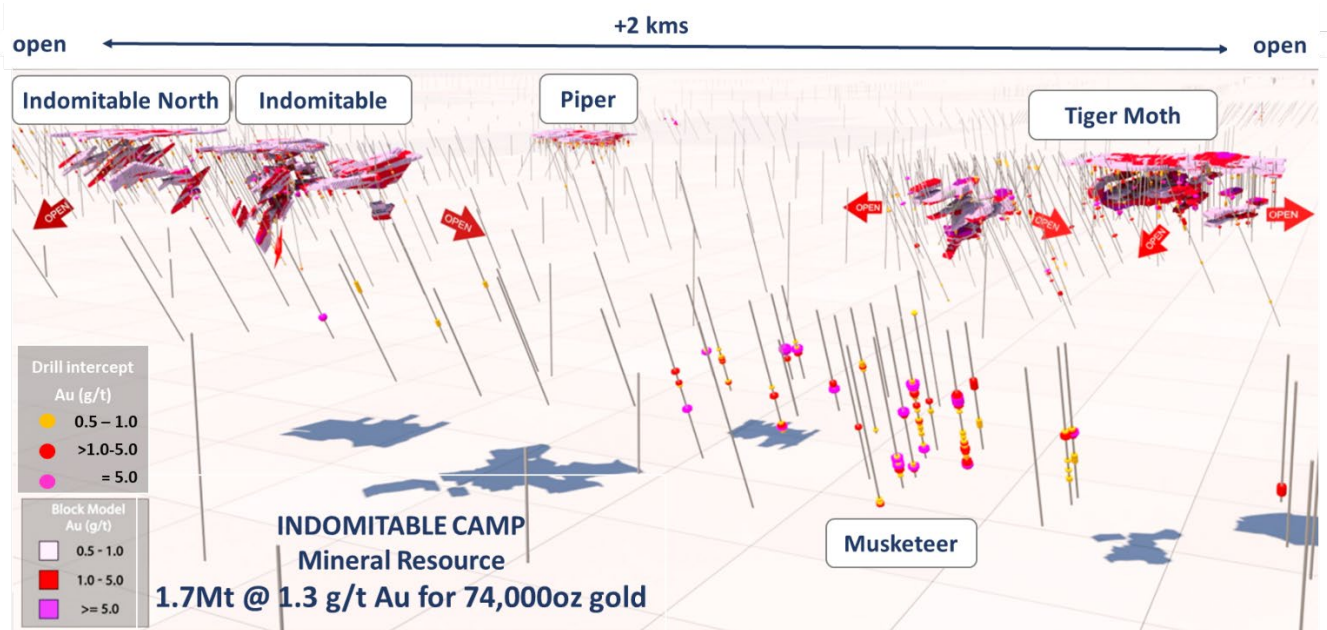 +2 kms
open
open
Indomitable North
Indomitable
Piper
Tiger Moth
OPEN
OPEN
OPEN
OPEN
OPEN
OPEN
Drill intercept
Au (g/t)
0.5 – 1.0
>1.0-5.0
= 5.0
Block Model
Au (g/t)
0.5 - 1.0
1.0 - 5.0
>= 5.0
INDOMITABLE CAMP
Mineral Resource
1.7Mt @ 1.3 g/t Au for 74,000oz gold
Musketeer